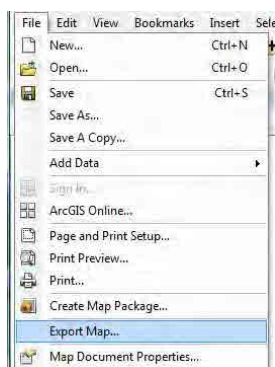 File Edit View Bookmarks Insert Sele
New... Ctrl+N
Open... Ctrl+O
Save Ctrl+S
Save As...
Save A Copy...
Add Data
Sign In...
ArcGIS Online...
Page and Print Setup...
Print Preview...
Print...
Create Map Package...
Export Map...
Map Document Properties...